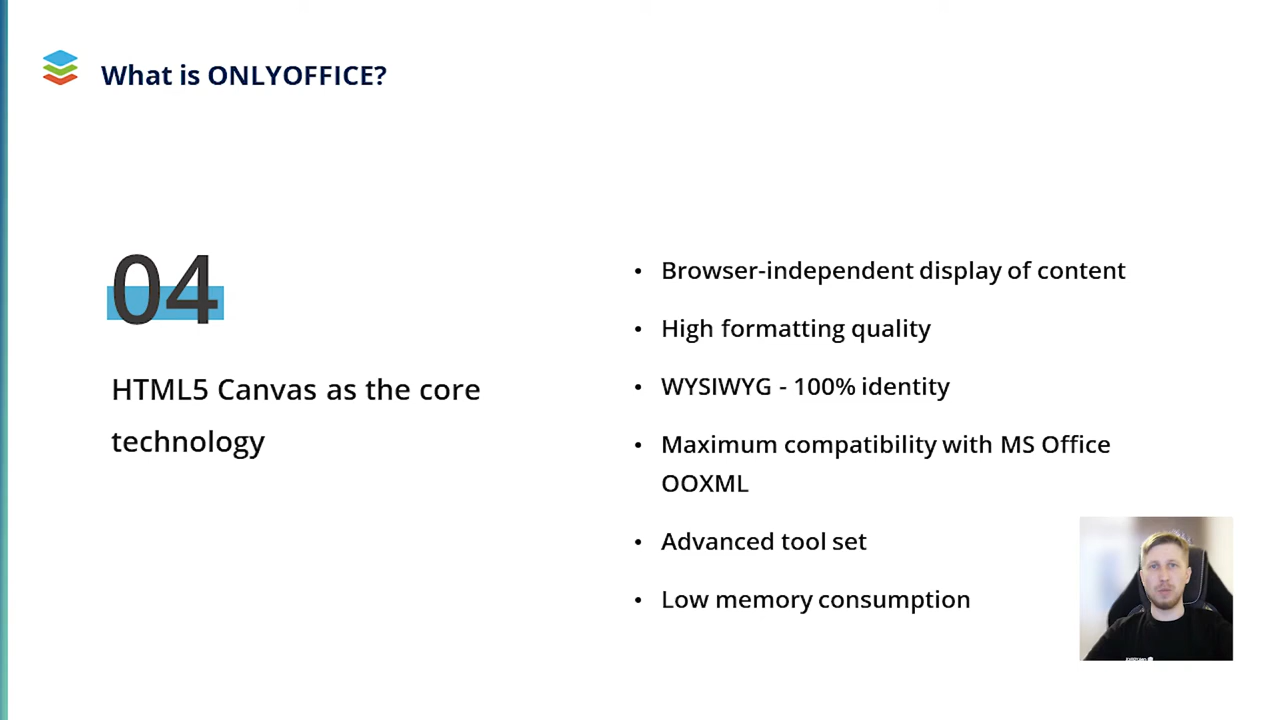 What is ONLYOFFICE?
04
HTML5 Canvas as the core
technology
• Browser-independent display of content
• High formatting quality
• WYSIWYG - 100% identity
• Maximum compatibility with MS Office
OOXML
• Advanced tool set
• Low memory consumption